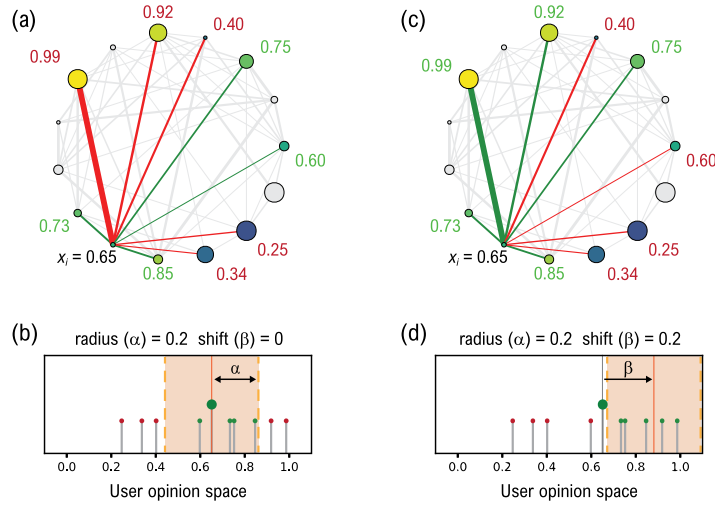 (a)
0.92
0.40
0.75
0.99
0.60
0.73
x_i = 0.65
0.85
0.34
0.25
(c)
0.92
0.40
0.75
0.99
0.60
0.73
x_i = 0.65
0.85
0.34
0.25
(b)
radius (α) = 0.2 shift (β) = 0
α
0.0 0.2 0.4 0.6 0.8 1.0
User opinion space
(d)
radius (α) = 0.2 shift (β) = 0.2
β
0.0 0.2 0.4 0.6 0.8 1.0
User opinion space